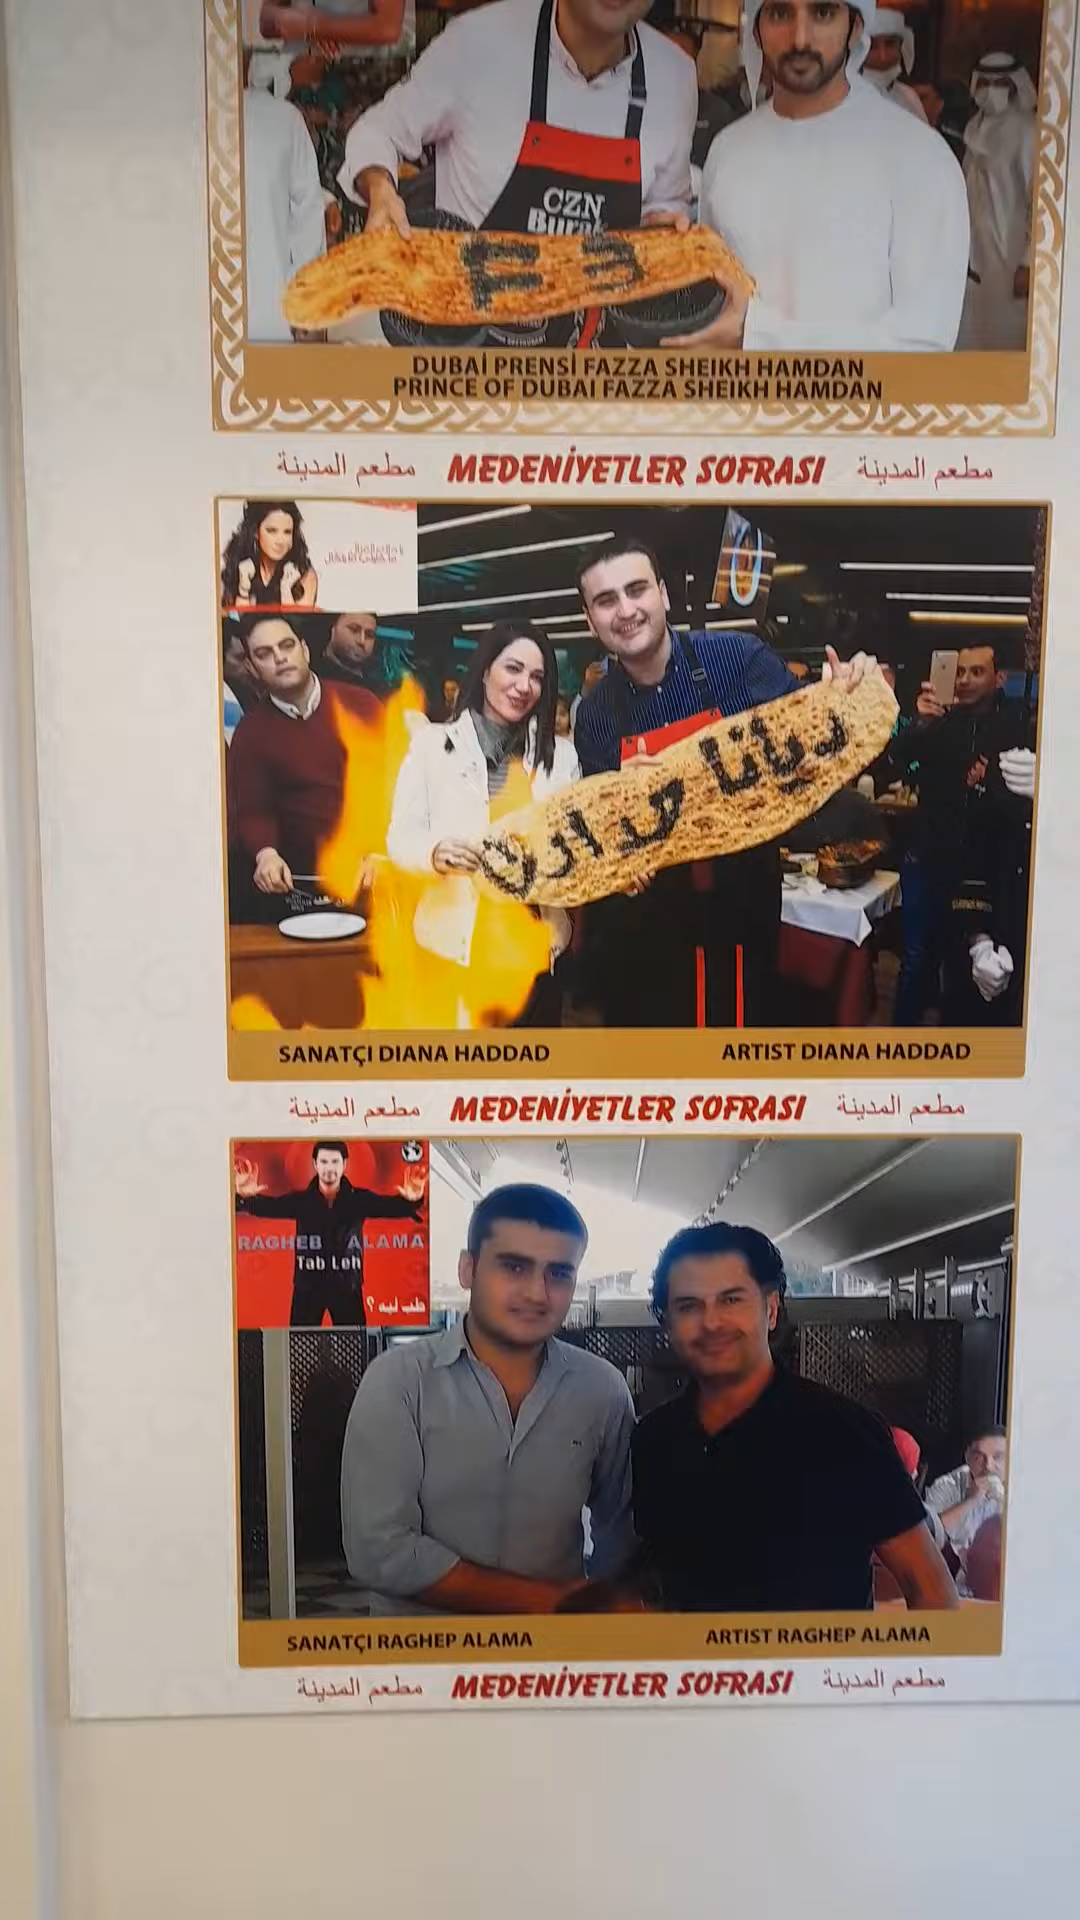 CZN
Burak
F3
DUBAİ PRENSİ FAZZA SHEIKH HAMDAN
PRINCE OF DUBAI FAZZA SHEIKH HAMDAN
مطعم المدينة MEDENİYETLER SOFRASI مطعم المدينة
ديانا حداد
SANATÇI DIANA HADDAD ARTIST DIANA HADDAD
مطعم المدينة MEDENİYETLER SOFRASI مطعم المدينة
RAGHEB ALAMA
Tab Leh
طب ليه ؟
SANATÇI RAGHEP ALAMA ARTIST RAGHEP ALAMA
مطعم المدينة MEDENİYETLER SOFRASI مطعم المدينة